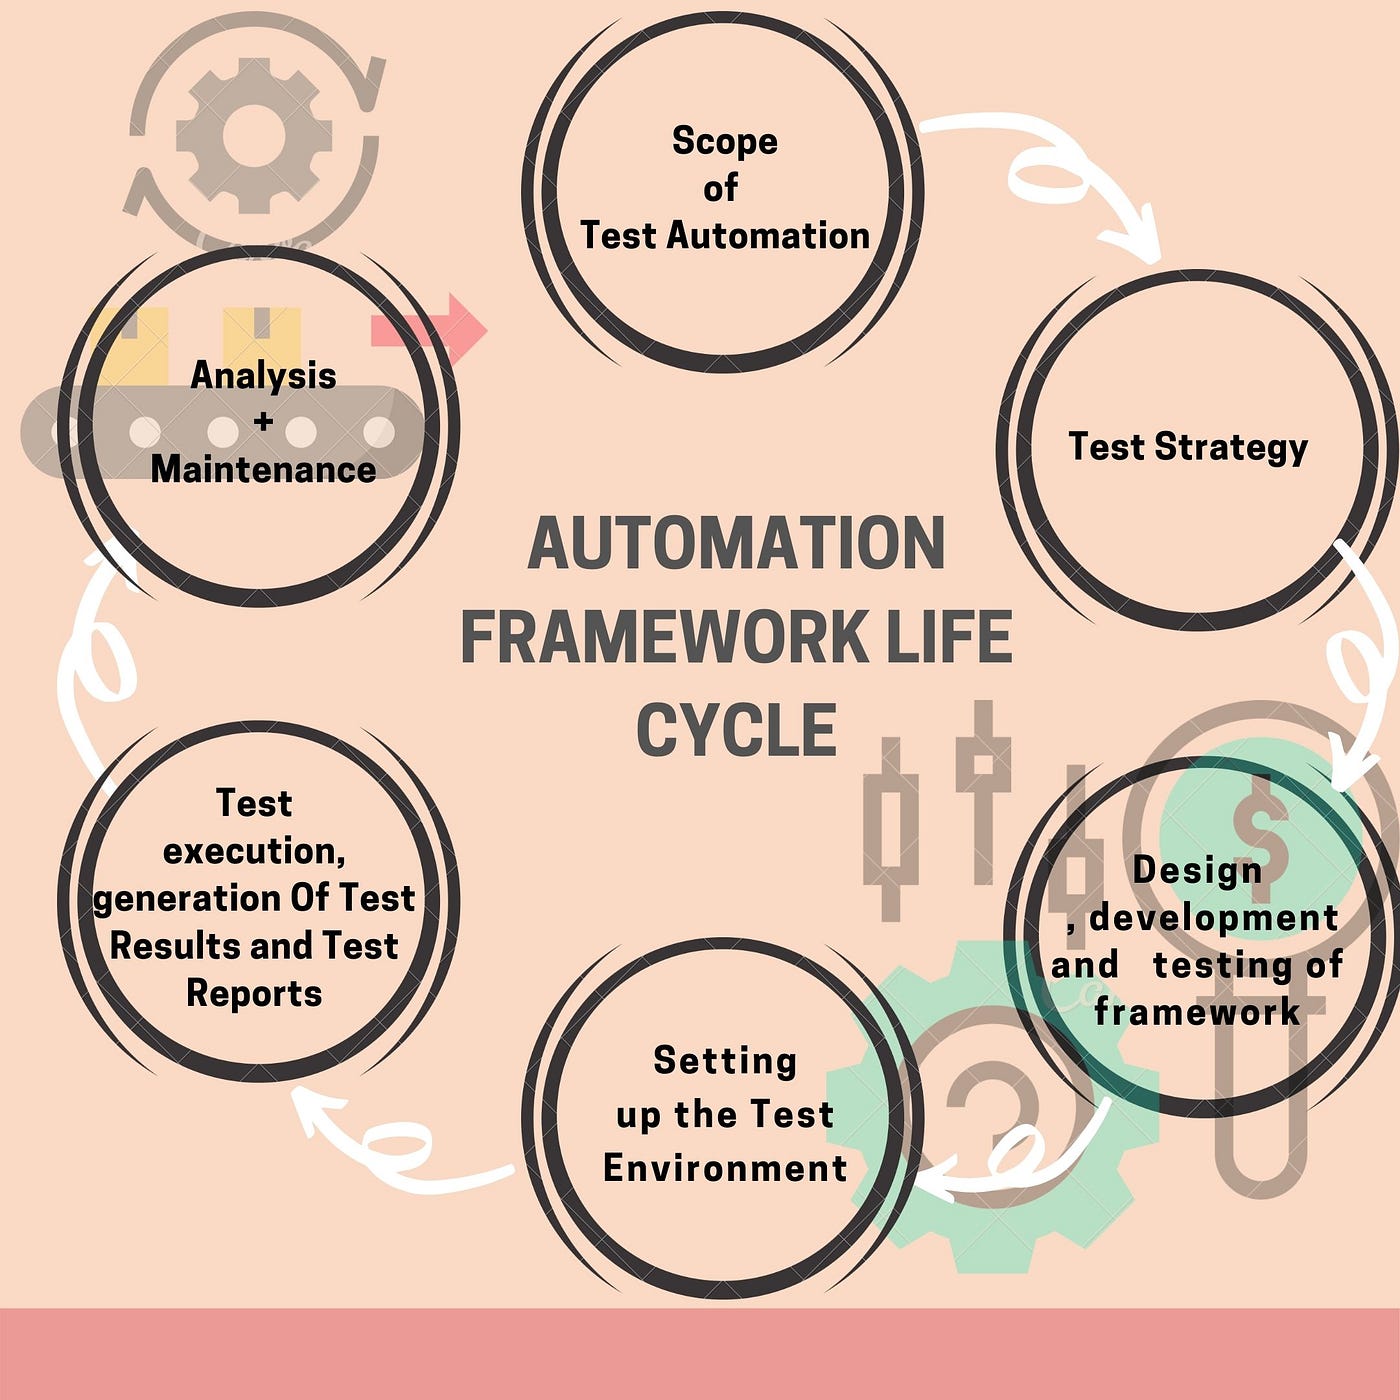 Scope
of
Test Automation
Test Strategy
Design
, development
and testing of
framework
Setting
up the Test
Environment
Test
execution,
generation Of Test
Results and Test
Reports
Analysis
+
Maintenance
AUTOMATION
FRAMEWORK LIFE
CYCLE
$